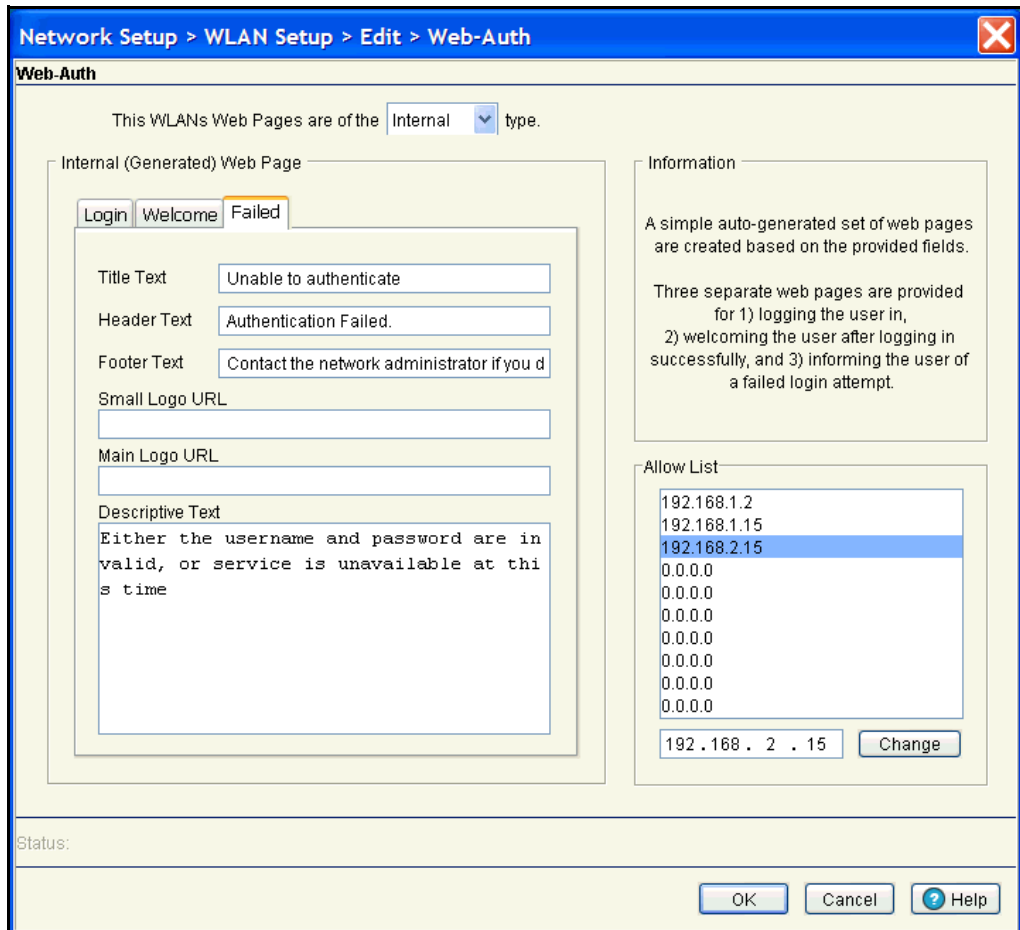 Network Setup > WLAN Setup > Edit > Web-Auth
Web-Auth
This WLANs Web Pages are of the Internal type.
Internal (Generated) Web Page
Login Welcome Failed
Title Text Unable to authenticate
Header Text Authentication Failed.
Footer Text Contact the network administrator if you d
Small Logo URL
Main Logo URL
Descriptive Text
Either the username and password are in
valid, or service is unavailable at thi
s time
Information
A simple auto-generated set of web pages
are created based on the provided fields.
Three separate web pages are provided
for 1) logging the user in,
2) welcoming the user after logging in
successfully, and 3) informing the user of
a failed login attempt.
Allow List
192.168.1.2
192.168.1.15
192.168.2.15
0.0.0.0
0.0.0.0
0.0.0.0
0.0.0.0
0.0.0.0
0.0.0.0
0.0.0.0
192 . 168 . 2 . 15 Change
Status:
OK Cancel ? Help